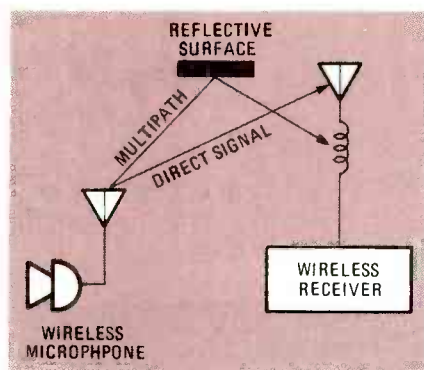 REFLECTIVE
SURFACE
MULTIPATH
DIRECT SIGNAL
WIRELESS
RECEIVER
WIRELESS
MICROPHPONE